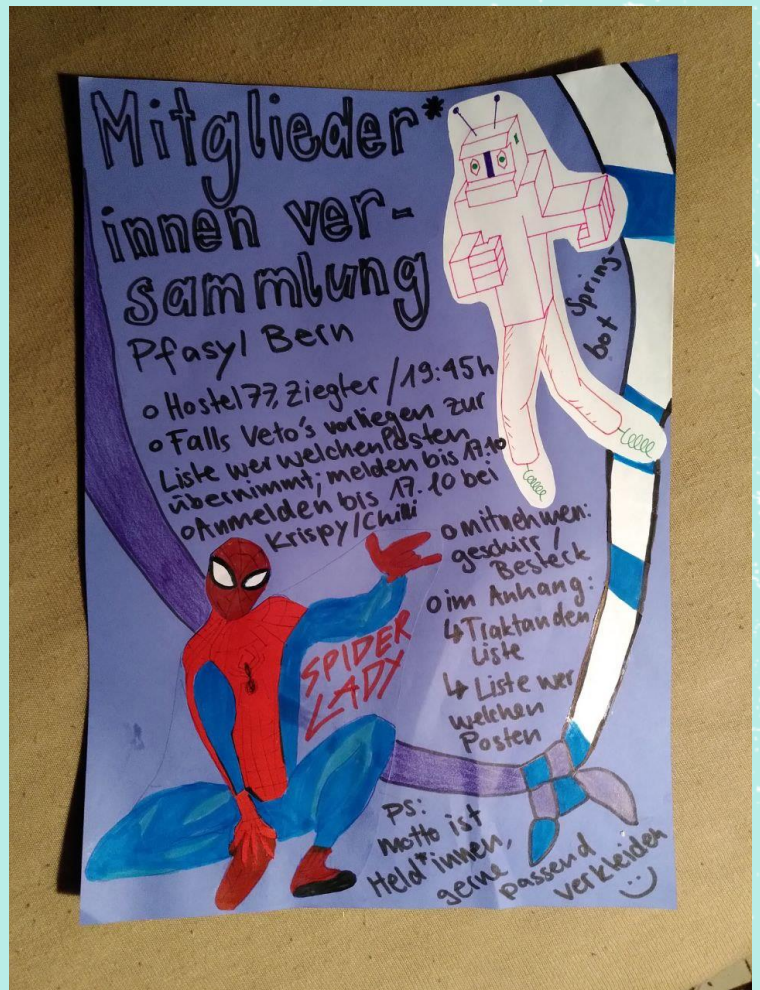 Mitglieder*
innen ver-
sammlung
Pfasyl Bern
o Hostel 77, Ziegler / 19:45h
o Falls Veto's vorliegen zur
Liste wer welchen Posten
übernimmt; melden bis 17.10
o Anmelden bis 17.10 bei
Krispy/Chilli
Spring-
bot
o mitnehmen:
geschirr /
Besteck
o im Anhang:
↳ Traktanden
Liste
↳ Liste wer
welchen
Posten
SPIDER
LADY
PS:
Motto ist
Held*innen,
gerne passend verkleiden :)